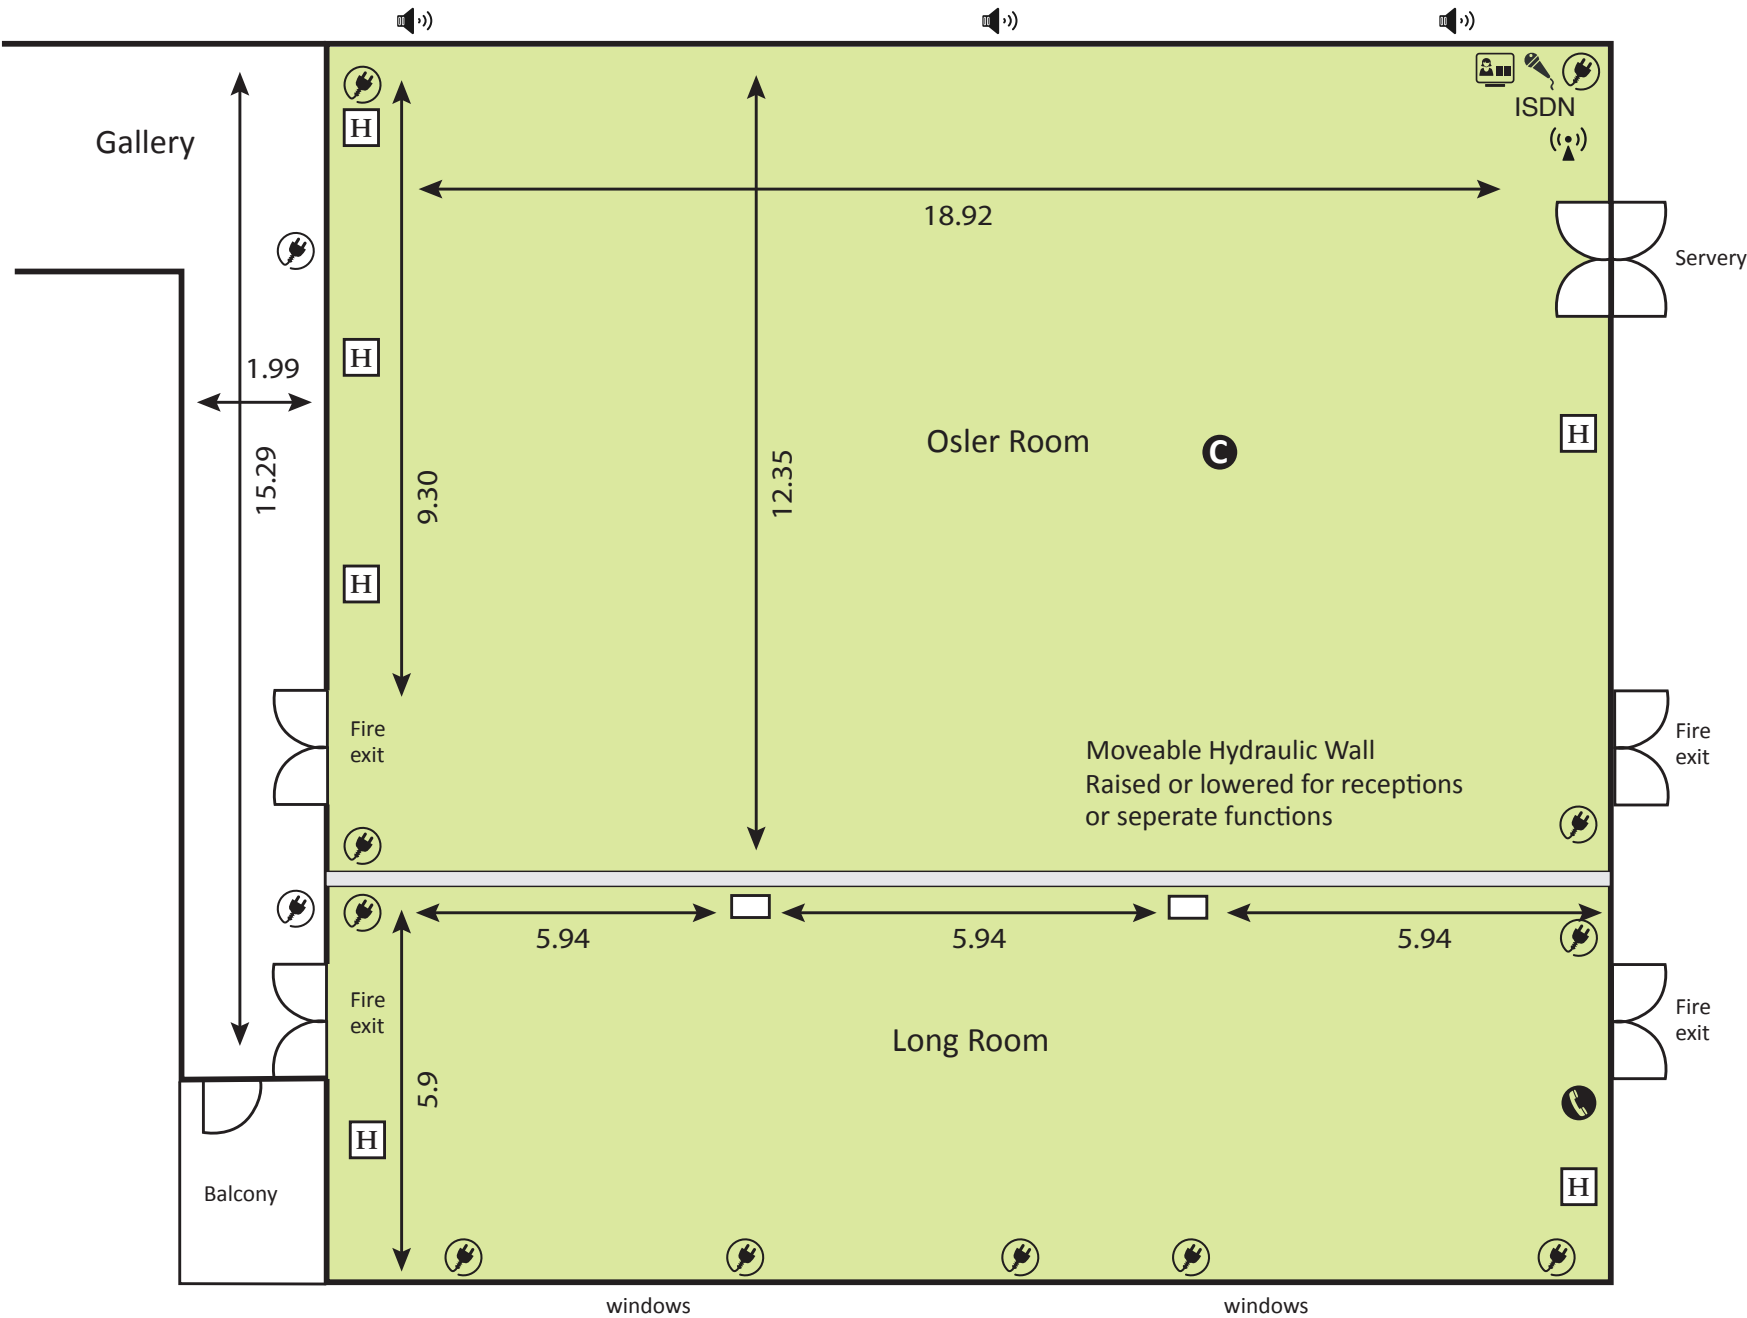 ISDN
Gallery
H
18.92
Servery
H
1.99
15.29
9.30
12.35
Osler Room
C
H
H
Fire
exit
Moveable Hydraulic Wall
Raised or lowered for receptions
or seperate functions
Fire
exit
5.94
5.94
5.94
Fire
exit
Long Room
Fire
exit
5.9
H
Balcony
H
windows
windows